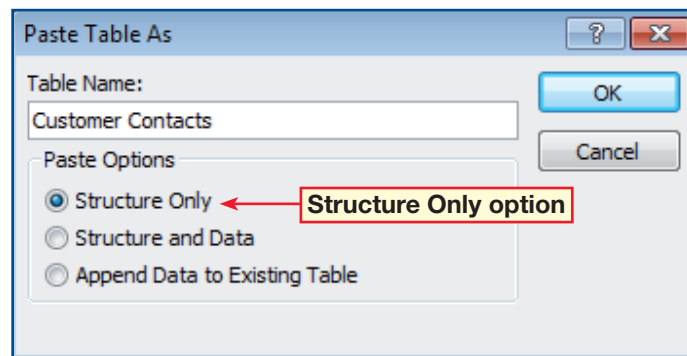 Paste Table As
Table Name:
OK
Customer Contacts
Cancel
Paste Options
Structure Only
Structure Only option
Structure and Data
Append Data to Existing Table